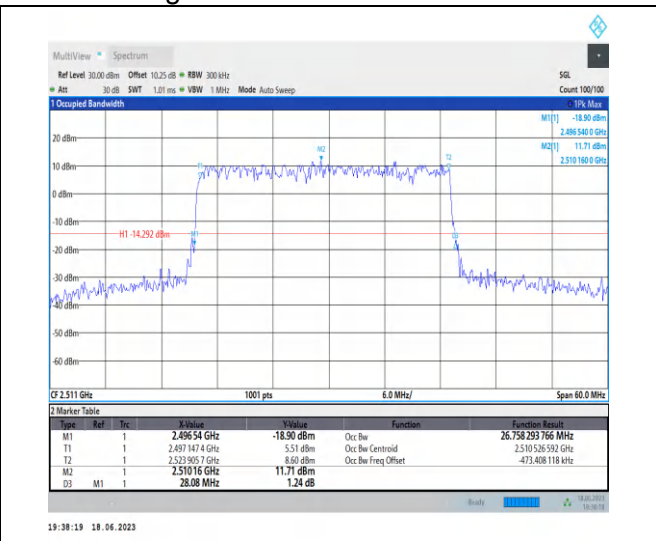 MultiView Spectrum
Ref Level 30.00 dBm Offset 10.25 dB RBW 300 kHz SGL
Att 30 dB SWT 1.01 ms VBW 1 MHz Mode Auto Sweep Count 100/100
1 Occupied Bandwidth 1Pk Max
M1[1] -18.90 dBm
2.496 540 0 GHz
M2[1] 11.71 dBm
2.510 160 0 GHz
20 dBm
M2
T1 T2
10 dBm
0 dBm
-10 dBm
H1 -14.292 dBm M1 D3
-20 dBm
-30 dBm
-40 dBm
-50 dBm
-60 dBm
CF 2.511 GHz 1001 pts 6.0 MHz/ Span 60.0 MHz
2 Marker Table
Type Ref Trc X-Value Y-Value Function Function Result
M1 1 2.496 54 GHz -18.90 dBm Occ Bw 26.758 293 766 MHz
T1 1 2.497 147 4 GHz 5.51 dBm Occ Bw Centroid 2.510 526 592 GHz
T2 1 2.523 905 7 GHz 8.60 dBm Occ Bw Freq Offset -473.408 118 kHz
M2 1 2.510 16 GHz 11.71 dBm
D3 M1 1 28.08 MHz 1.24 dB
Ready 18.06.2023
19:38:18
19:38:19 18.06.2023